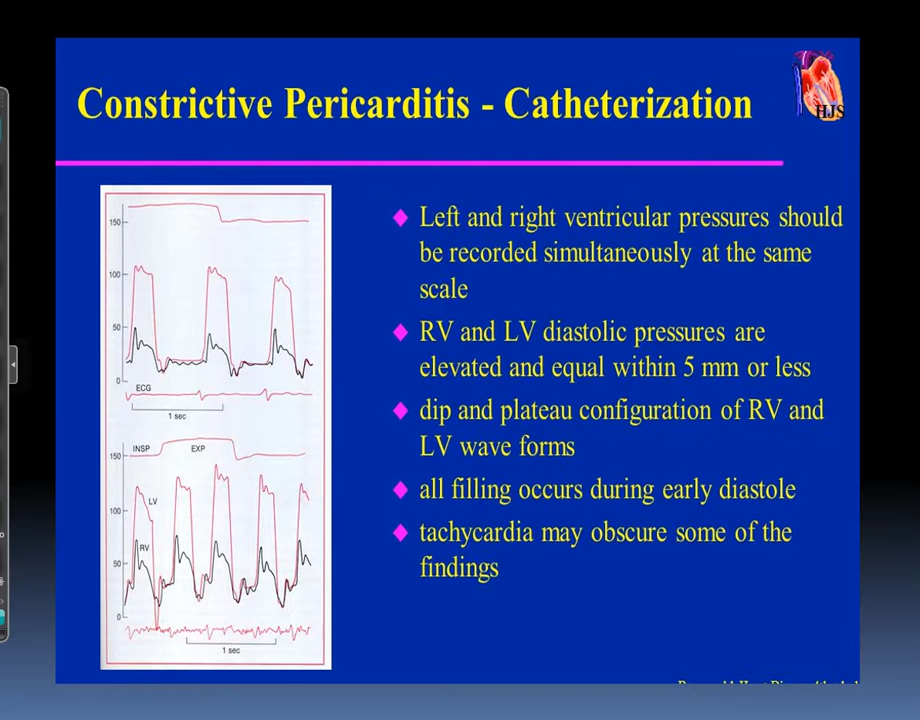 Constrictive Pericarditis - Catheterization
HJS
150
100
50
0
ECG
1 sec
INSP
EXP
150
LV
100
RV
50
0
1 sec
Left and right ventricular pressures should
be recorded simultaneously at the same
scale
RV and LV diastolic pressures are
elevated and equal within 5 mm or less
dip and plateau configuration of RV and
LV wave forms
all filling occurs during early diastole
tachycardia may obscure some of the
findings